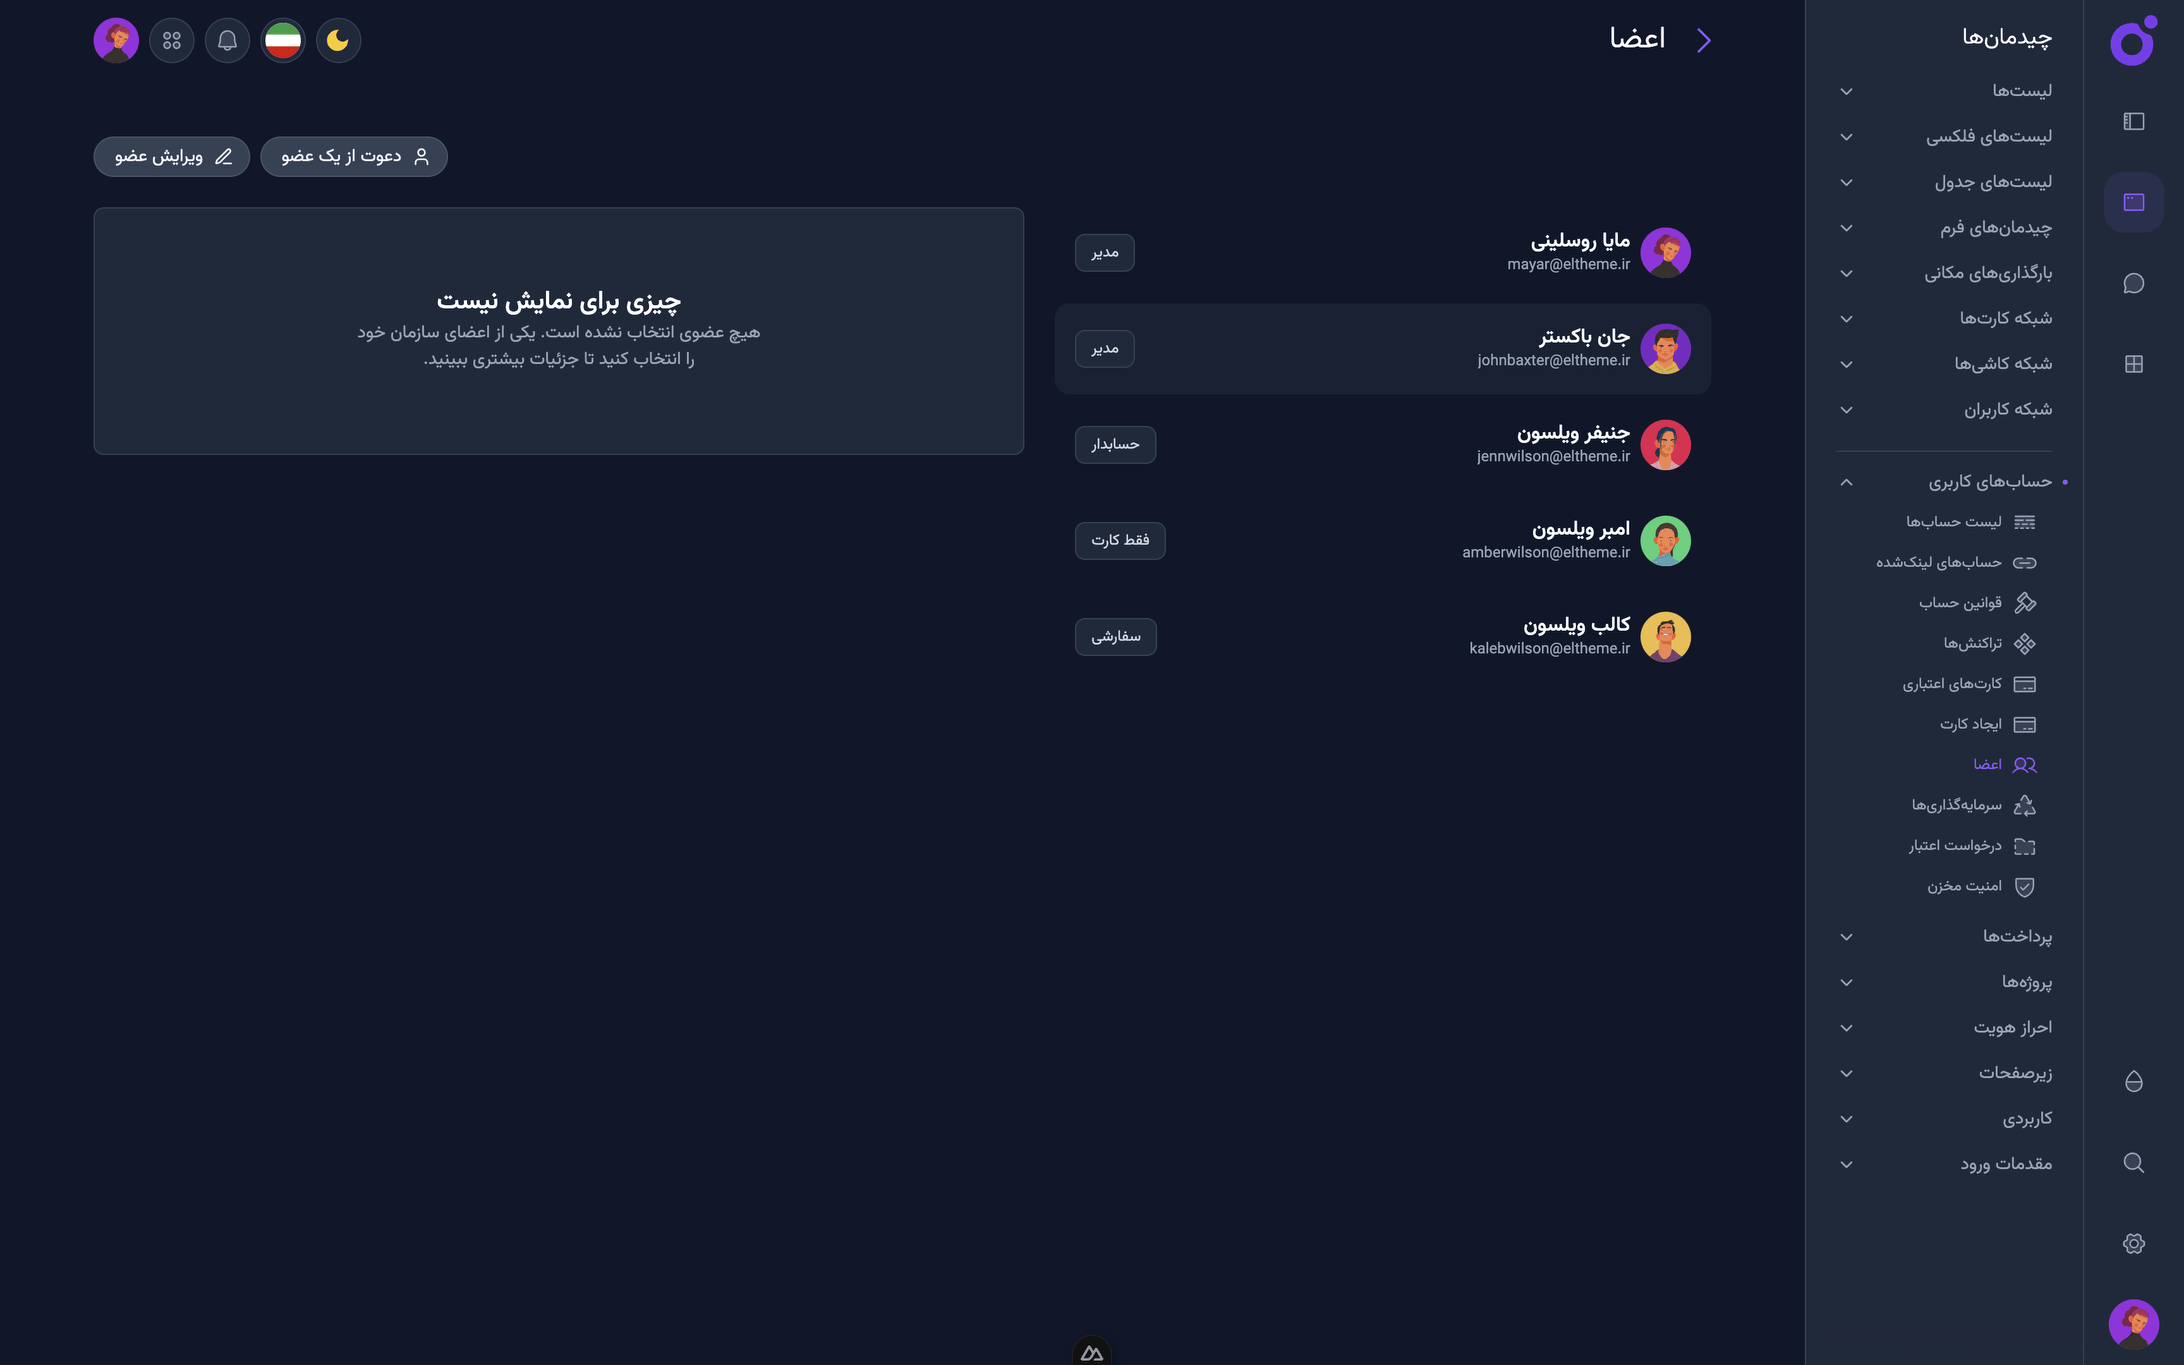 چیدمان‌ها
لیست‌ها
لیست‌های فلکسی
لیست‌های جدول
چیدمان‌های فرم
بارگذاری‌های مکانی
شبکه کارت‌ها
شبکه کاشی‌ها
شبکه کاربران
حساب‌های کاربری
لیست حساب‌ها
حساب‌های لینک‌شده
قوانین حساب
تراکنش‌ها
کارت‌های اعتباری
ایجاد کارت
اعضا
سرمایه‌گذاری‌ها
درخواست اعتبار
امنیت مخزن
پرداخت‌ها
پروژه‌ها
احراز هویت
زیرصفحات
کاربردی
مقدمات ورود
اعضا
دعوت از یک عضو
ویرایش عضو
مایا روسلینی
mayar@eltheme.ir
مدیر
جان باکستر
johnbaxter@eltheme.ir
مدیر
جنیفر ویلسون
jennwilson@eltheme.ir
حسابدار
امبر ویلسون
amberwilson@eltheme.ir
فقط کارت
کالب ویلسون
kalebwilson@eltheme.ir
سفارشی
چیزی برای نمایش نیست
هیچ عضوی انتخاب نشده است. یکی از اعضای سازمان خود
را انتخاب کنید تا جزئیات بیشتری ببینید.